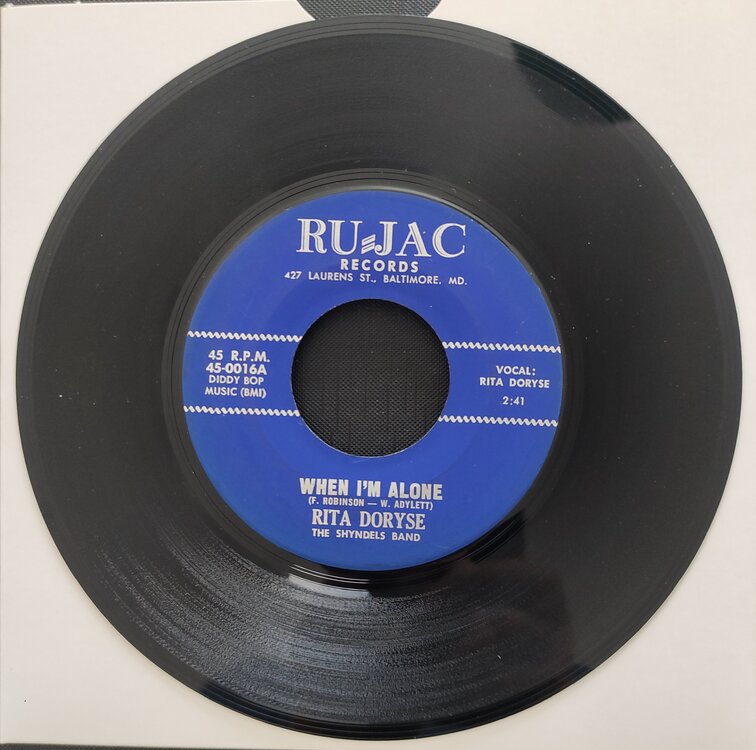 RU-JAC
RECORDS
427 LAURENS ST., BALTIMORE, MD.
45 R.P.M.
45-0016A
DIDDY BOP
MUSIC (BMI)
VOCAL:
RITA DORYSE
2:41
WHEN I'M ALONE
(F. ROBINSON — W. ADYLETT)
RITA DORYSE
THE SHYNDELS BAND